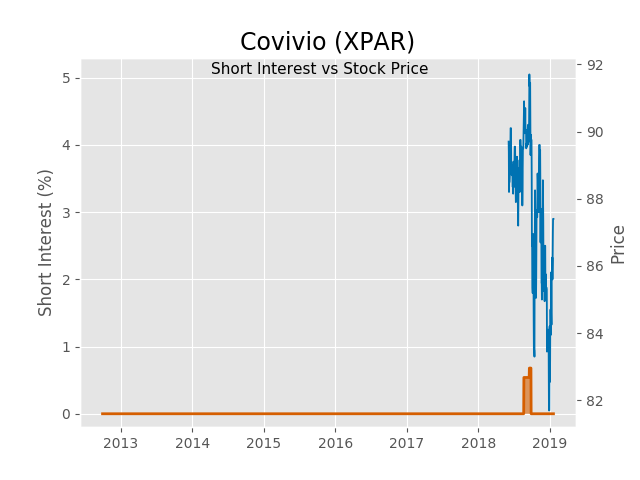 Covivio (XPAR)
Short Interest vs Stock Price
Short Interest (%)
5
4
3
2
1
0
92
90
88
86
84
82
Price
2013 2014 2015 2016 2017 2018 2019